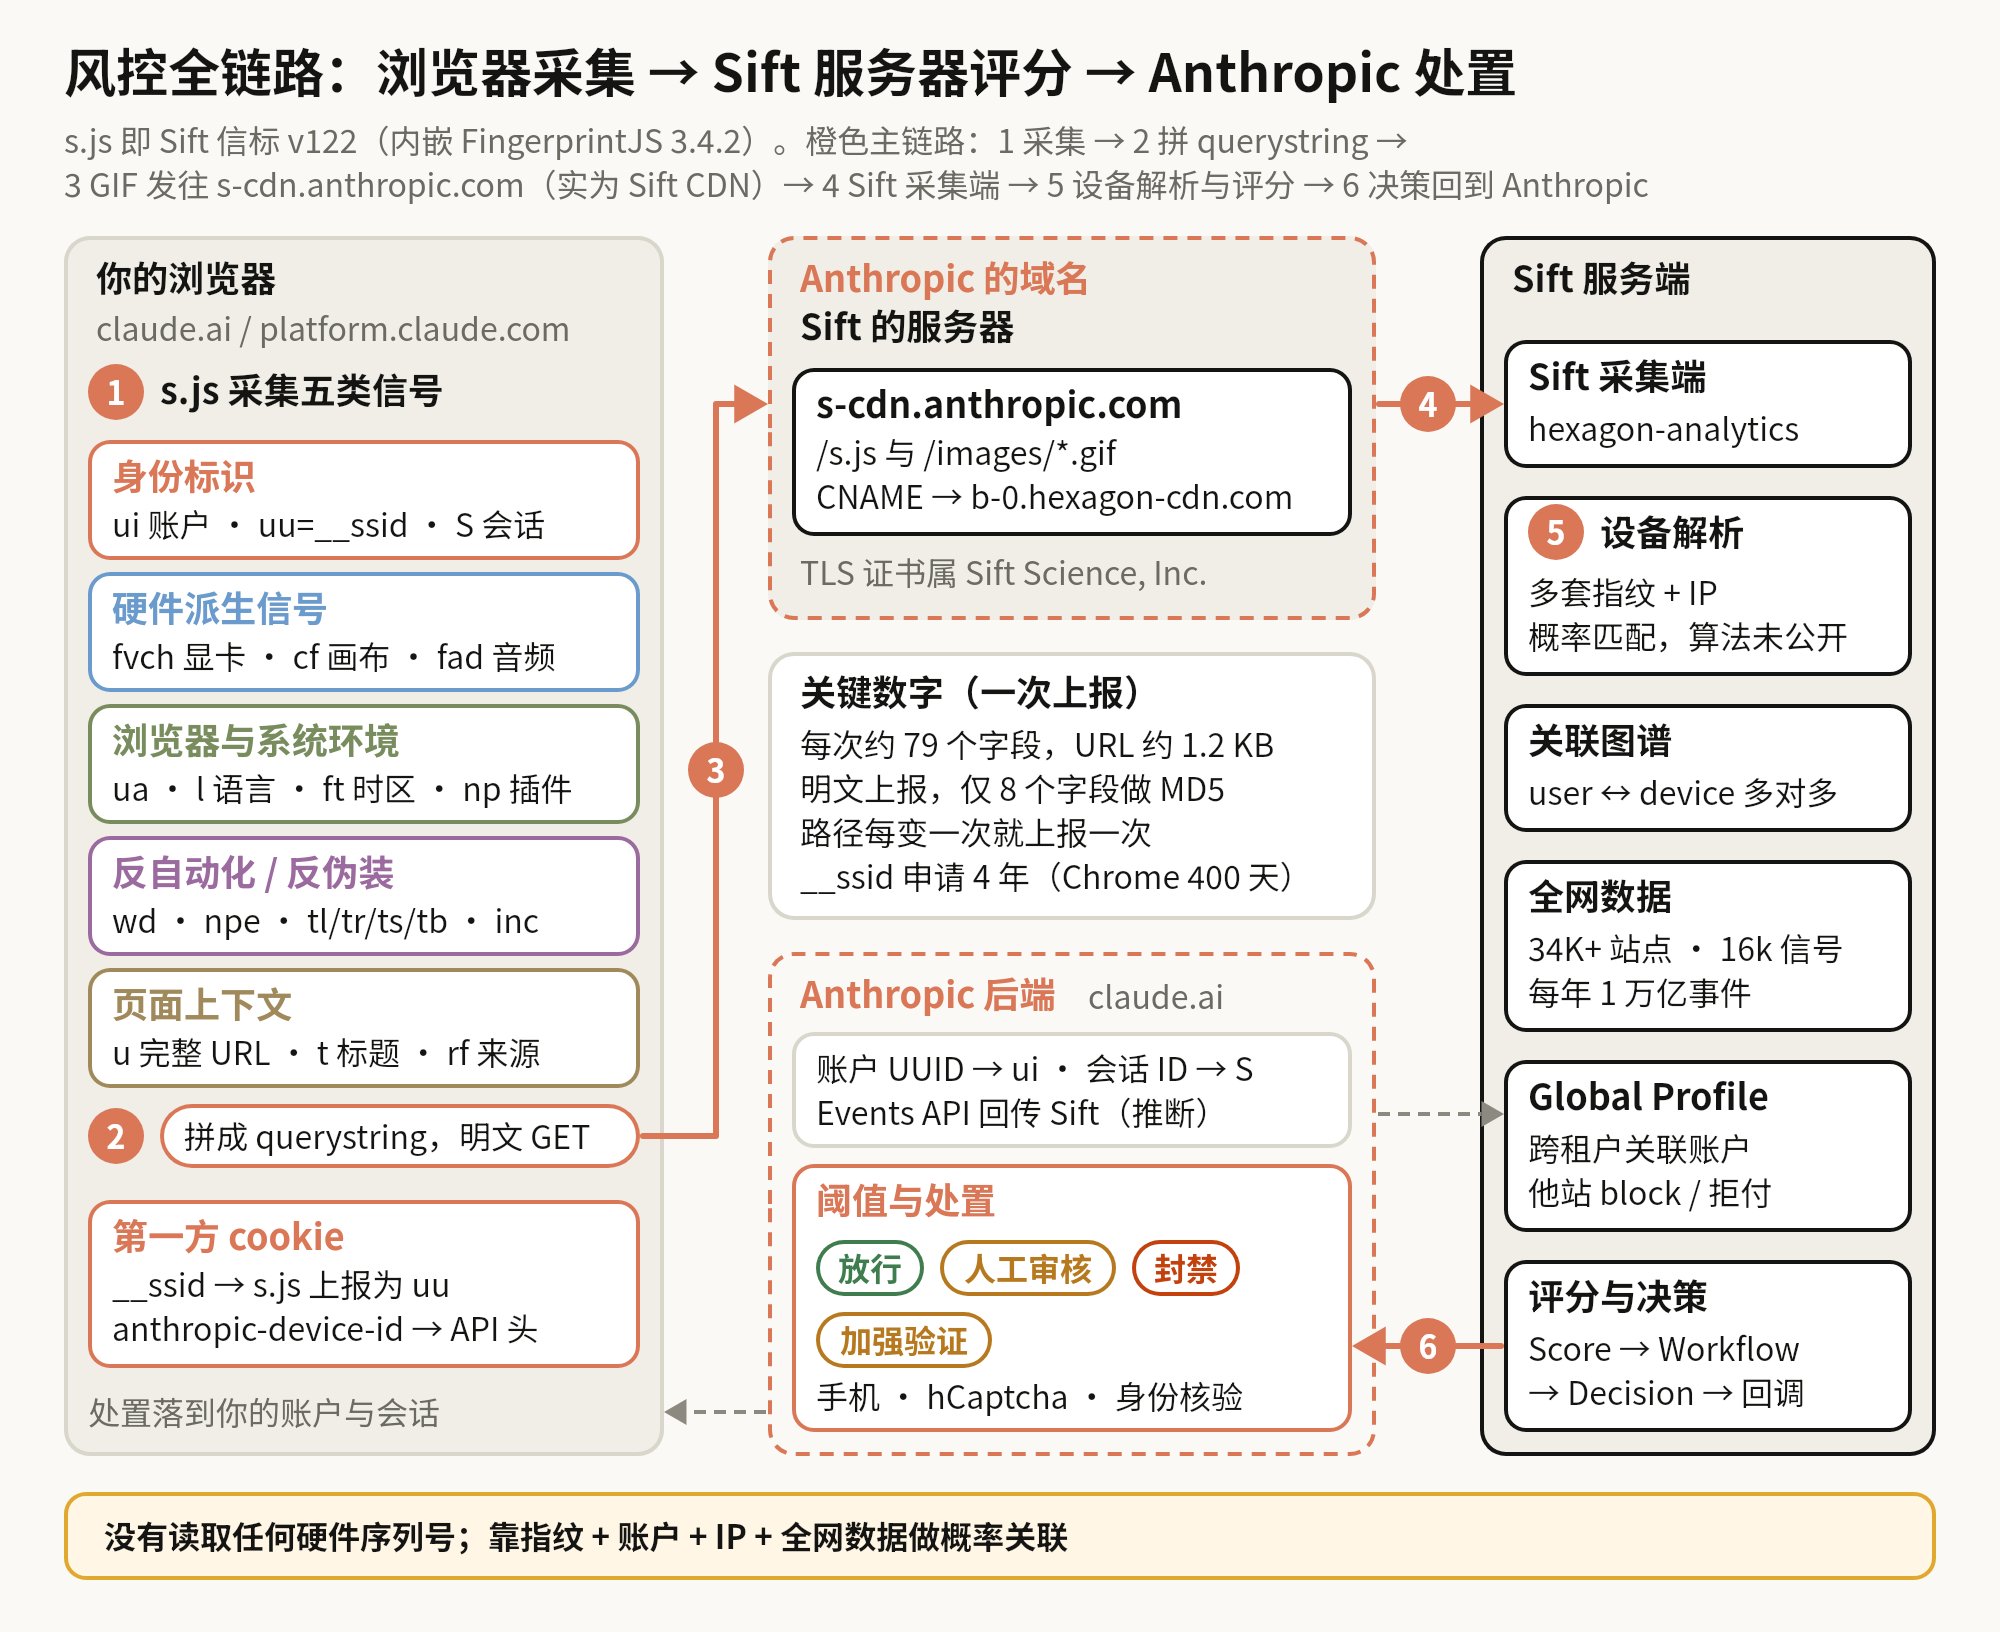 风控全链路：浏览器采集 → Sift 服务器评分 → Anthropic 处置
s.js 即 Sift 信标 v122（内嵌 FingerprintJS 3.4.2）。橙色主链路：1 采集 → 2 拼 querystring →
3 GIF 发往 s-cdn.anthropic.com（实为 Sift CDN）→ 4 Sift 采集端 → 5 设备解析与评分 → 6 决策回到 Anthropic
你的浏览器
claude.ai / platform.claude.com
1 s.js 采集五类信号
身份标识
ui 账户 · uu=__ssid · S 会话
硬件派生信号
fvch 显卡 · cf 画布 · fad 音频
浏览器与系统环境
ua · l 语言 · ft 时区 · np 插件
反自动化 / 反伪装
wd · npe · tl/tr/ts/tb · inc
页面上下文
u 完整 URL · t 标题 · rf 来源
2 拼成 querystring，明文 GET
第一方 cookie
__ssid → s.js 上报为 uu
anthropic-device-id → API 头
处置落到你的账户与会话
3
Anthropic 的域名
Sift 的服务器
s-cdn.anthropic.com
/s.js 与 /images/*.gif
CNAME → b-0.hexagon-cdn.com
TLS 证书属 Sift Science, Inc.
关键数字（一次上报）
每次约 79 个字段，URL 约 1.2 KB
明文上报，仅 8 个字段做 MD5
路径每变一次就上报一次
__ssid 申请 4 年（Chrome 400 天）
Anthropic 后端 claude.ai
账户 UUID → ui · 会话 ID → S
Events API 回传 Sift（推断）
阈值与处置
放行 人工审核 封禁
加强验证
手机 · hCaptcha · 身份核验
4
6
Sift 服务端
Sift 采集端
hexagon-analytics
5 设备解析
多套指纹 + IP
概率匹配，算法未公开
关联图谱
user ↔ device 多对多
全网数据
34K+ 站点 · 16k 信号
每年 1 万亿事件
Global Profile
跨租户关联账户
他站 block / 拒付
评分与决策
Score → Workflow
→ Decision → 回调
没有读取任何硬件序列号；靠指纹 + 账户 + IP + 全网数据做概率关联